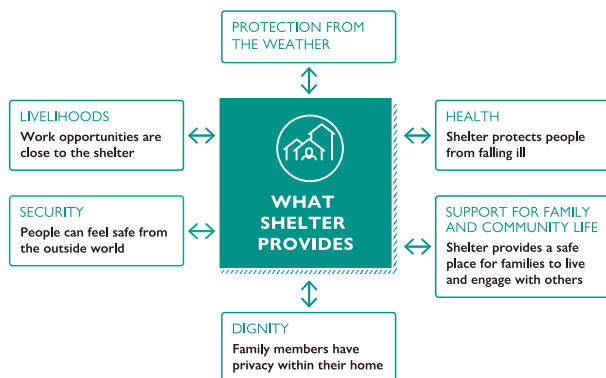 PROTECTION FROM
THE WEATHER
LIVELIHOODS
Work opportunities are
close to the shelter
HEALTH
Shelter protects people
from falling ill
WHAT
SHELTER
PROVIDES
SECURITY
People can feel safe from
the outside world
SUPPORT FOR FAMILY
AND COMMUNITY LIFE
Shelter provides a safe
place for families to live
and engage with others
DIGNITY
Family members have
privacy within their home